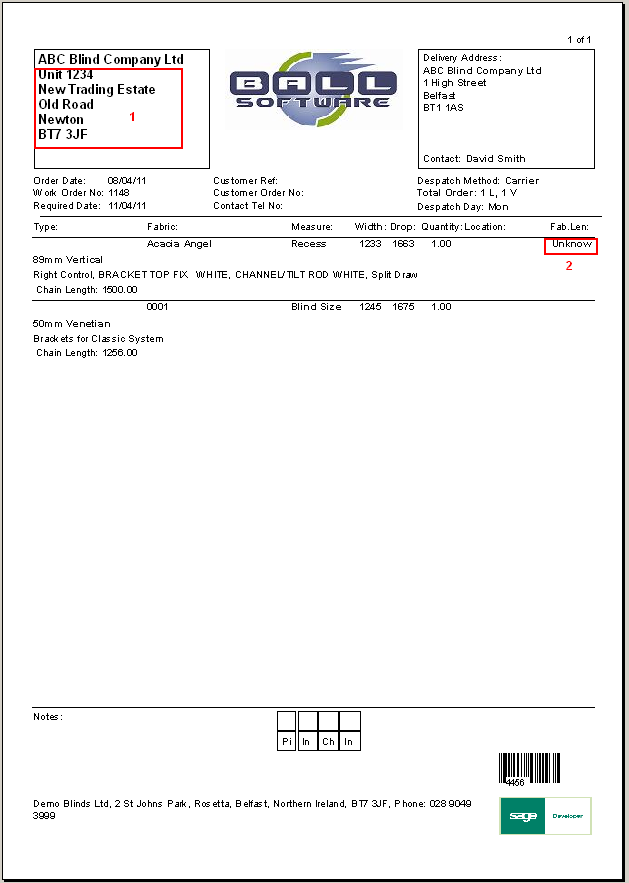 1 of 1
ABC Blind Company Ltd
Unit 1234
New Trading Estate
Old Road
Newton
BT7 3JF
1
BALL
SOFTWARE
Delivery Address:
ABC Blind Company Ltd
1 High Street
Belfast
BT1 1AS
Contact: David Smith
Order Date: 08/04/11 Customer Ref: Despatch Method: Carrier
Work Order No: 1148 Customer Order No: Total Order: 1 L, 1 V
Required Date: 11/04/11 Contact Tel No: Despatch Day: Mon
Type: Fabric: Measure: Width: Drop: Quantity: Location: Fab.Len:
Acacia Angel Recess 1233 1663 1.00 Unknow
2
89mm Vertical
Right Control, BRACKET TOP FIX WHITE, CHANNEL/TILT ROD WHITE, Split Draw
Chain Length: 1500.00
0001 Blind Size 1245 1675 1.00
50mm Venetian
Brackets for Classic System
Chain Length: 1256.00
Notes:
Pi In Ch In
4456
Demo Blinds Ltd, 2 St Johns Park, Rosetta, Belfast, Northern Ireland, BT7 3JF, Phone: 028 9049
3999
sage Developer